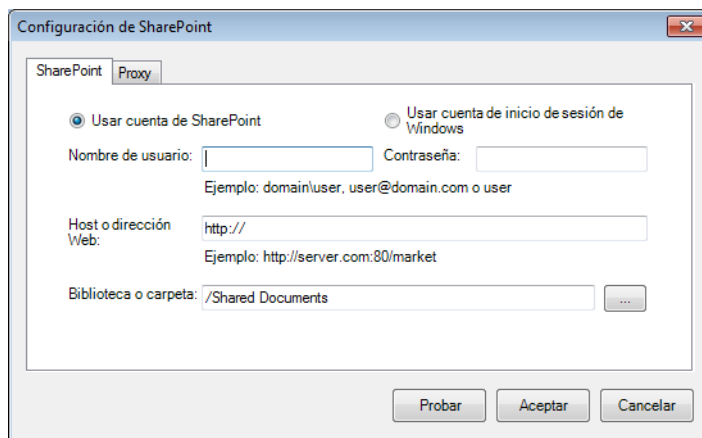 Configuración de SharePoint
SharePoint Proxy
Usar cuenta de SharePoint
Usar cuenta de inicio de sesión de
Windows
Nombre de usuario: Contraseña:
Ejemplo: domain\user, user@domain.com o user
Host o dirección
Web:
http://
Ejemplo: http://server.com:80/market
Biblioteca o carpeta: /Shared Documents ...
Probar Aceptar Cancelar